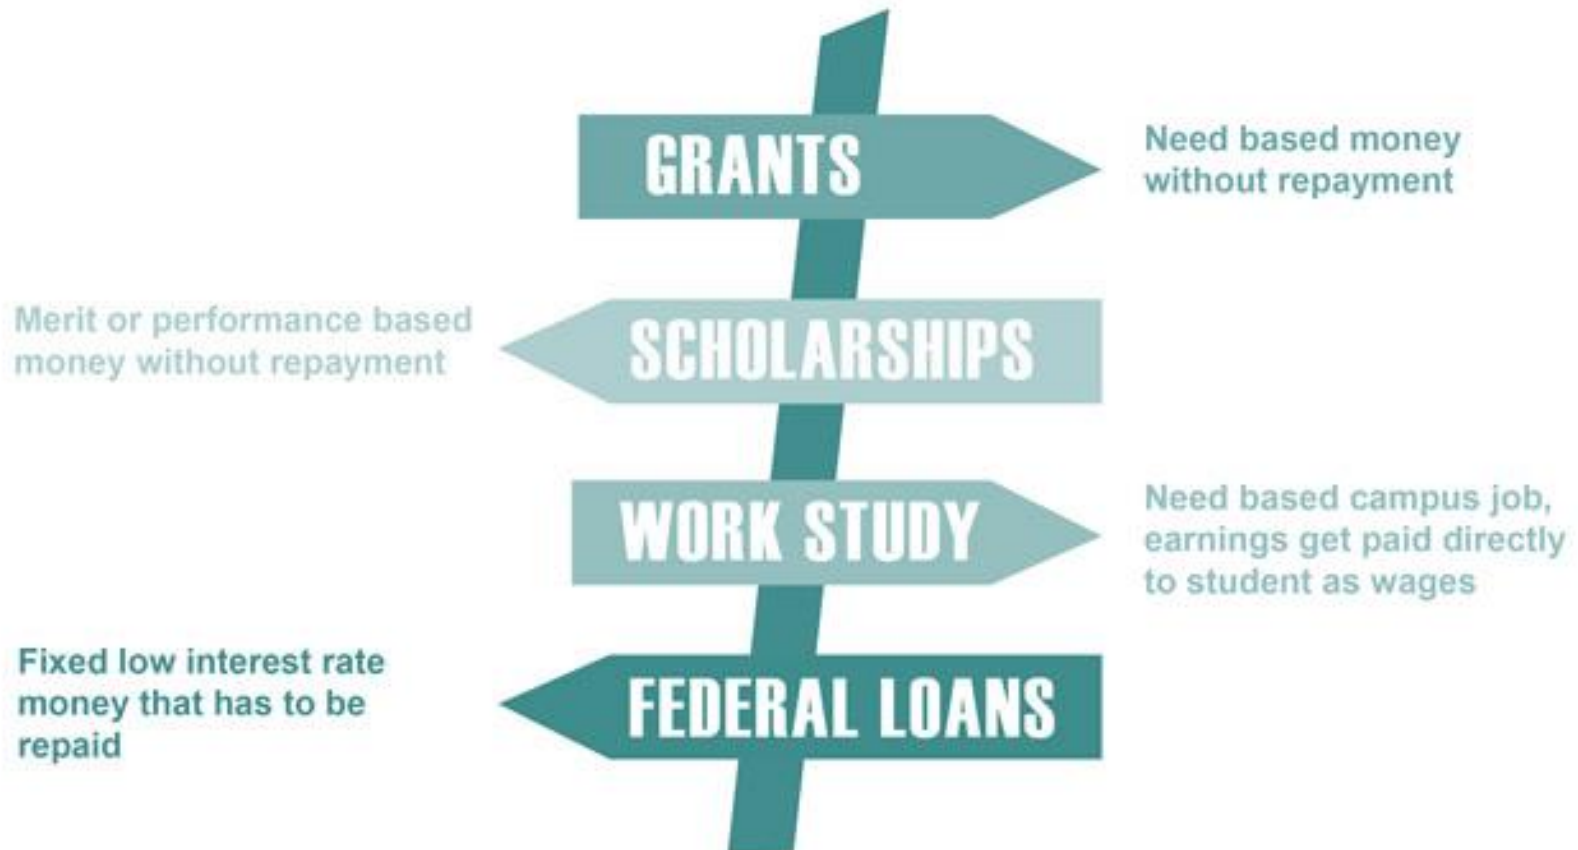 GRANTS
Need based money
without repayment
Merit or performance based
money without repayment
SCHOLARSHIPS
WORK STUDY
Need based campus job,
earnings get paid directly
to student as wages
Fixed low interest rate
money that has to be
repaid
FEDERAL LOANS